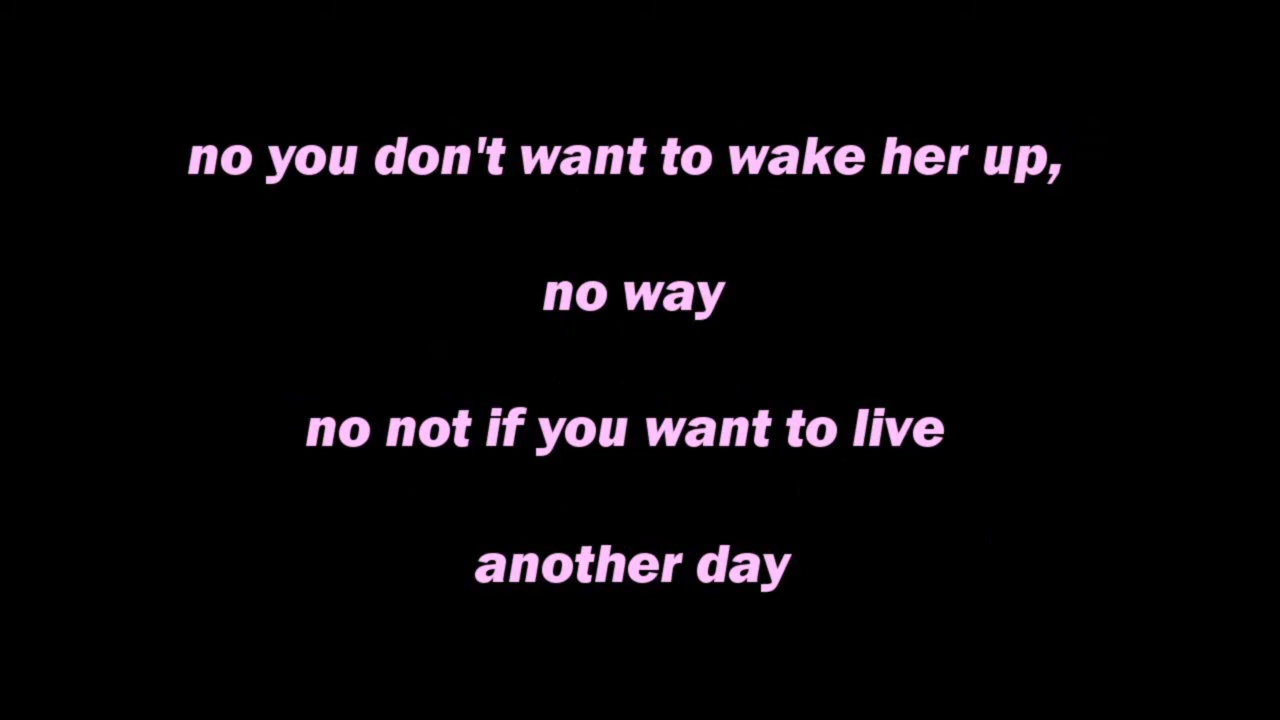 no you don't want to wake her up,
no way
no not if you want to live
another day